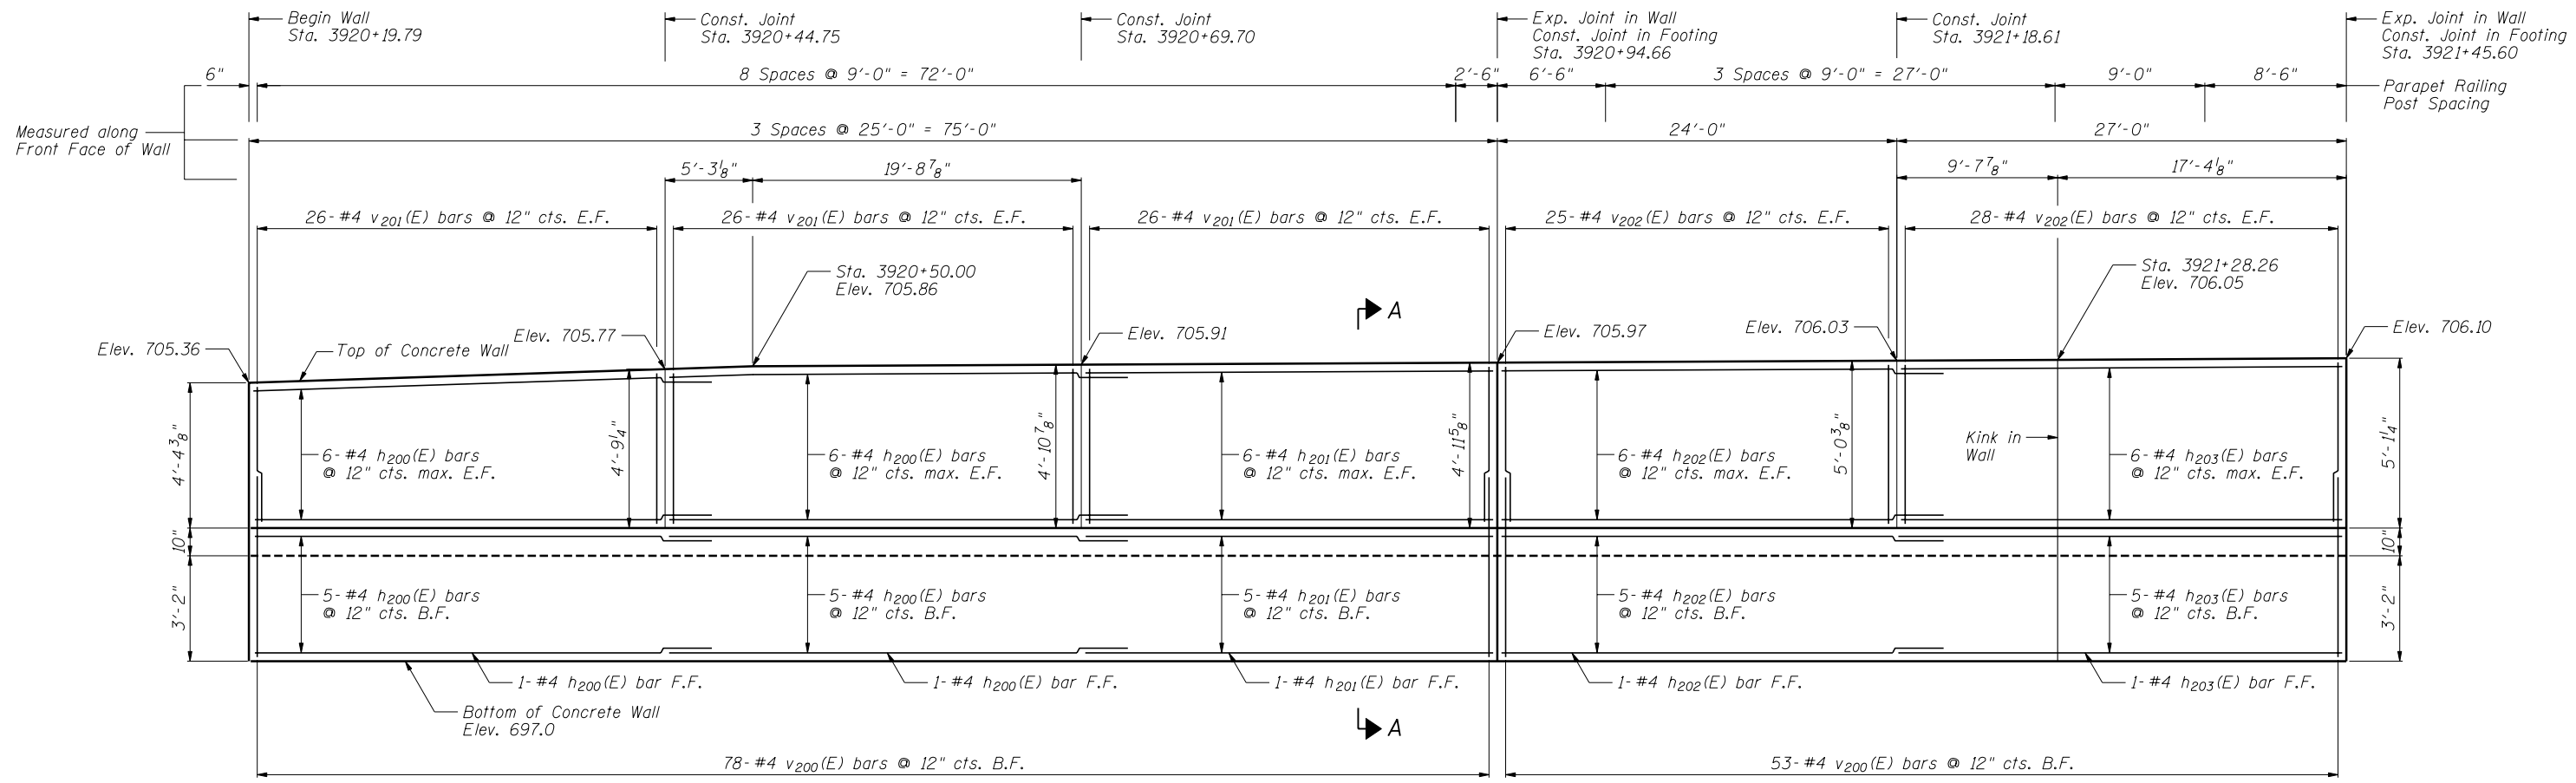 Begin Wall
Sta. 3920+19.79
Const. Joint
Sta. 3920+44.75
Const. Joint
Sta. 3920+69.70
Exp. Joint in Wall
Const. Joint in Footing
Sta. 3920+94.66
Const. Joint
Sta. 3921+18.61
Exp. Joint in Wall
Const. Joint in Footing
Sta. 3921+45.60
6"
8 Spaces @ 9'-0" = 72'-0"
2'-6"
6'-6"
3 Spaces @ 9'-0" = 27'-0"
9'-0"
8'-6"
Parapet Railing
Post Spacing
Measured along
Front Face of Wall
3 Spaces @ 25'-0" = 75'-0"
24'-0"
27'-0"
5'-3 1/8"
19'-8 7/8"
9'-7 7/8"
17'-4 1/8"
26-#4 v201(E) bars @ 12" cts. E.F.
26-#4 v201(E) bars @ 12" cts. E.F.
26-#4 v201(E) bars @ 12" cts. E.F.
25-#4 v202(E) bars @ 12" cts. E.F.
28-#4 v202(E) bars @ 12" cts. E.F.
Sta. 3920+50.00
Elev. 705.86
Sta. 3921+28.26
Elev. 706.05
A
Elev. 705.36
Top of Concrete Wall
Elev. 705.77
Elev. 705.91
Elev. 705.97
Elev. 706.03
Elev. 706.10
4'-4 3/8"
4'-9 1/4"
4'-10 7/8"
4'-11 5/8"
5'-0 3/8"
5'-1 1/4"
6-#4 h200(E) bars
@ 12" cts. max. E.F.
6-#4 h200(E) bars
@ 12" cts. max. E.F.
6-#4 h201(E) bars
@ 12" cts. max. E.F.
6-#4 h202(E) bars
@ 12" cts. max. E.F.
Kink in
Wall
6-#4 h203(E) bars
@ 12" cts. max. E.F.
10"
10"
3'-2"
5-#4 h200(E) bars
@ 12" cts. B.F.
5-#4 h200(E) bars
@ 12" cts. B.F.
5-#4 h201(E) bars
@ 12" cts. B.F.
5-#4 h202(E) bars
@ 12" cts. B.F.
5-#4 h203(E) bars
@ 12" cts. B.F.
3'-2"
1-#4 h200(E) bar F.F.
1-#4 h200(E) bar F.F.
1-#4 h201(E) bar F.F.
1-#4 h202(E) bar F.F.
1-#4 h203(E) bar F.F.
Bottom of Concrete Wall
Elev. 697.0
A
78-#4 v200(E) bars @ 12" cts. B.F.
53-#4 v200(E) bars @ 12" cts. B.F.